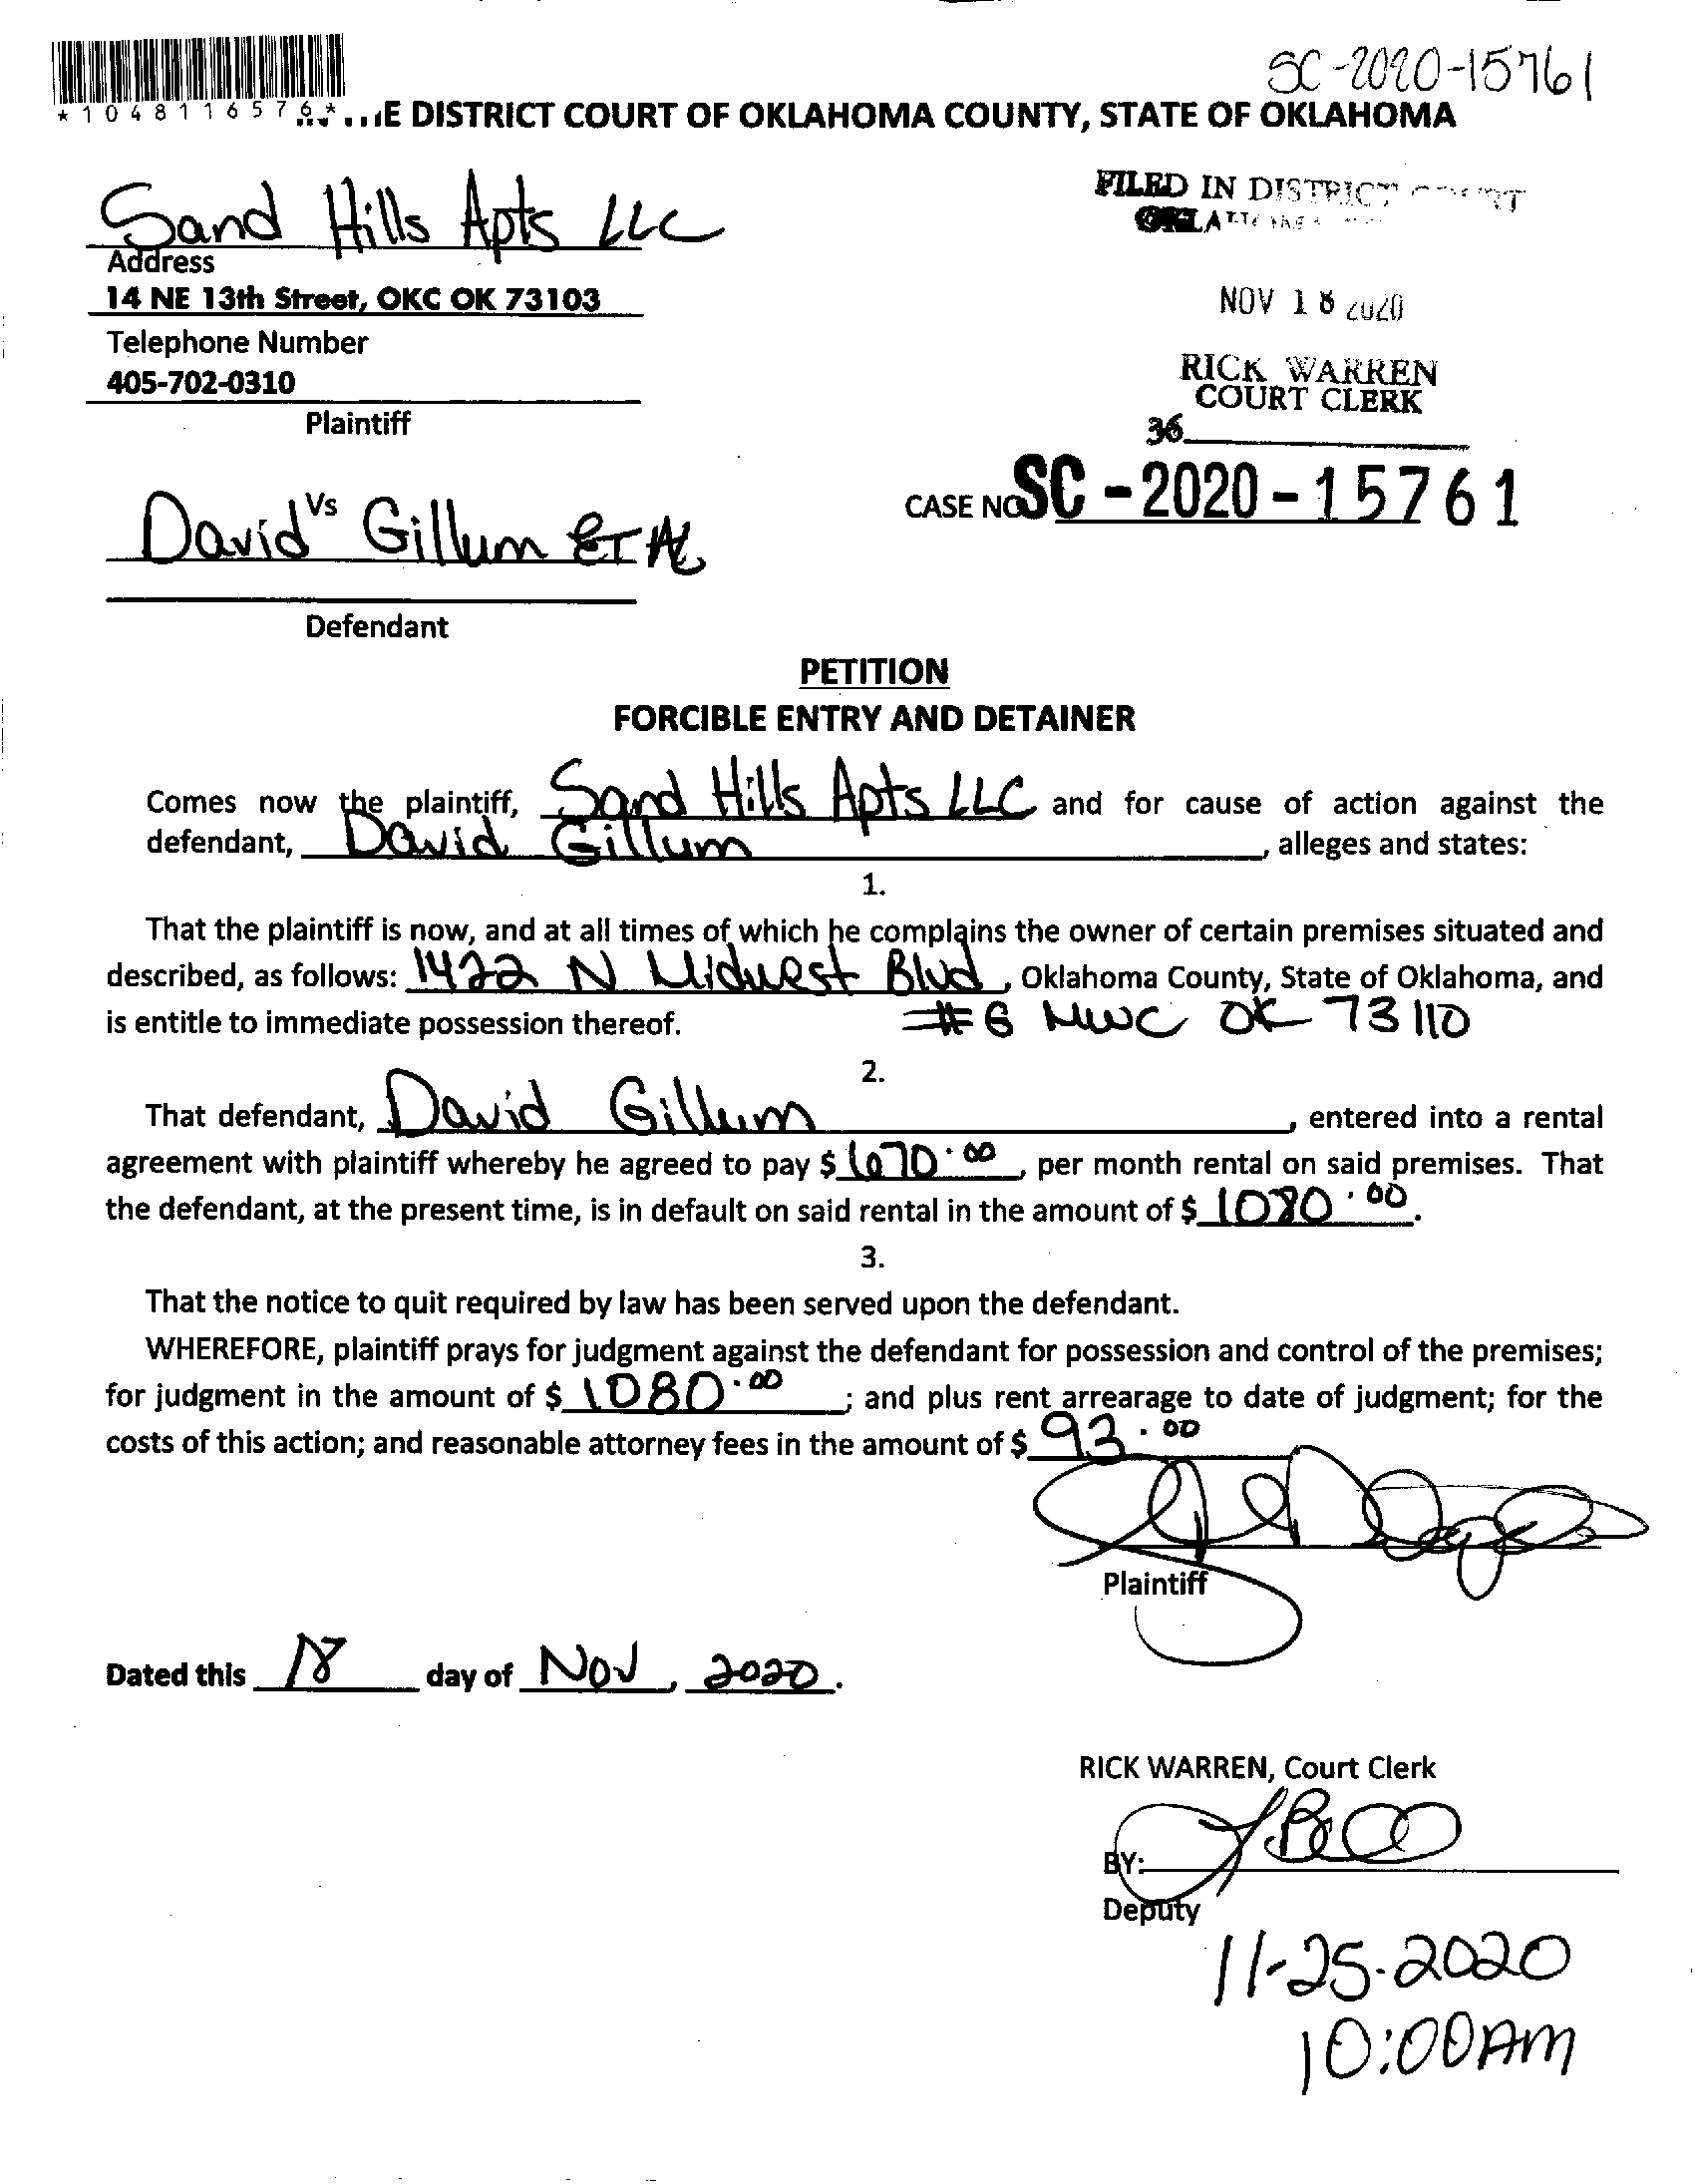 SC-2020-15761
*1048116576*
E DISTRICT COURT OF OKLAHOMA COUNTY, STATE OF OKLAHOMA
Sand Hills Apts LLC
Address
14 NE 13th Street, OKC OK 73103
Telephone Number
405-702-0310
Plaintiff
FILED IN DISTRICT COURT
NOV 18 2020
RICK WARREN
COURT CLERK
36
CASE NO SC-2020-15761
Vs
David Gillum ET AL
Defendant
PETITION
FORCIBLE ENTRY AND DETAINER
Comes now the plaintiff, Sand Hills Apts LLC and for cause of action against the
defendant, David Gillum, alleges and states:
1.
That the plaintiff is now, and at all times of which he complains the owner of certain premises situated and
described, as follows: 1422 N Midwest Blvd, Oklahoma County, State of Oklahoma, and
is entitle to immediate possession thereof. # MWC OK 73110
2.
That defendant, David Gillum, entered into a rental
agreement with plaintiff whereby he agreed to pay $ 670.00, per month rental on said premises. That
the defendant, at the present time, is in default on said rental in the amount of $ 1080.00.
3.
That the notice to quit required by law has been served upon the defendant.
WHEREFORE, plaintiff prays for judgment against the defendant for possession and control of the premises;
for judgment in the amount of $ 1080.00; and plus rent arrearage to date of judgment; for the
costs of this action; and reasonable attorney fees in the amount of $ 93.00
Plaintiff
Dated this 18 day of Nov, 2020.
RICK WARREN, Court Clerk
BY:
Deputy
11-25-2020
10:00AM